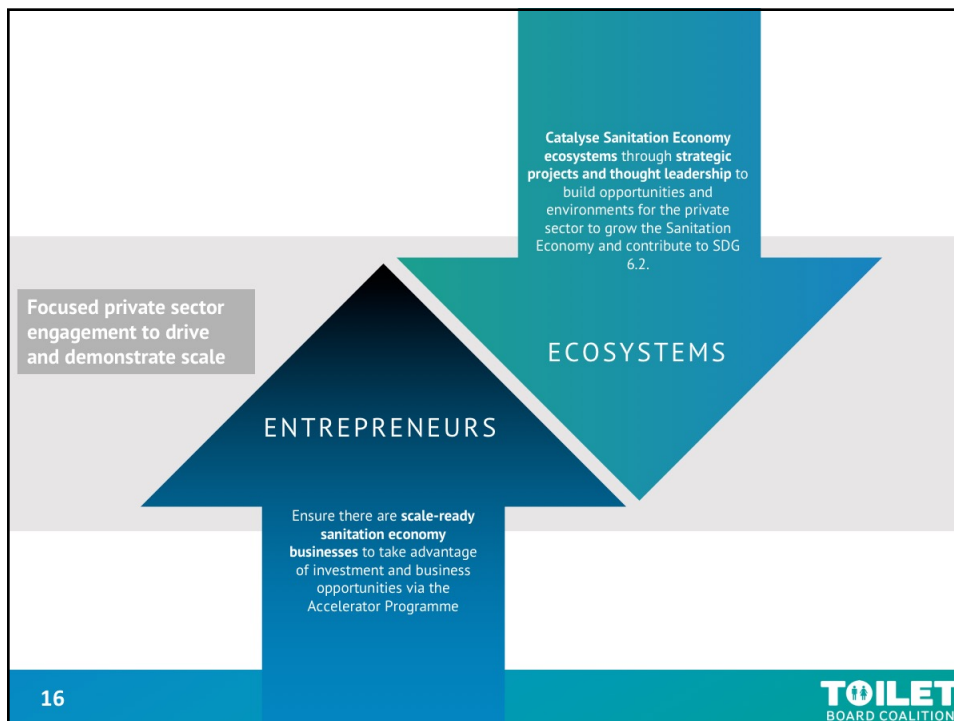 Catalyse Sanitation Economy
ecosystems through strategic
projects and thought leadership to
build opportunities and
environments for the private
sector to grow the Sanitation
Economy and contribute to SDG
6.2.
Focused private sector
engagement to drive
and demonstrate scale
ECOSYSTEMS
ENTREPRENEURS
Ensure there are scale-ready
sanitation economy
businesses to take advantage
of investment and business
opportunities via the
Accelerator Programme
16
TOILET
BOARD COALITION